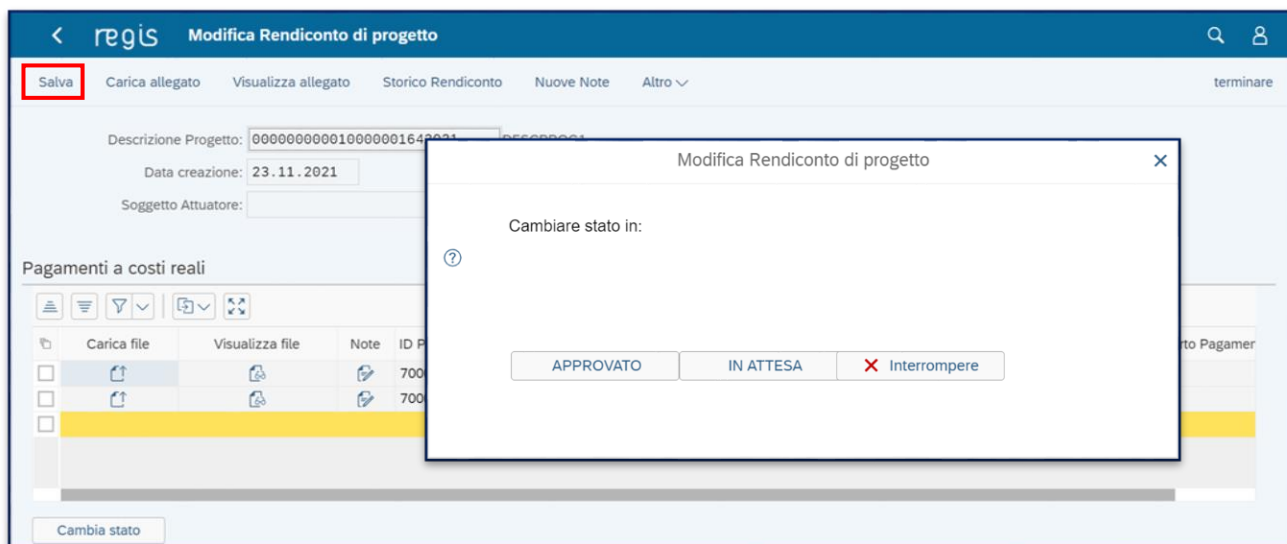 regis Modifica Rendiconto di progetto
Salva Carica allegato Visualizza allegato Storico Rendiconto Nuove Note Altro terminare
Descrizione Progetto:
Data creazione: 23.11.2021
Soggetto Attuatore:
Modifica Rendiconto di progetto
Cambiare stato in:
APPROVATO IN ATTESA Interrompere
Pagamenti a costi reali
Carica file Visualizza file Note ID
Cambia stato